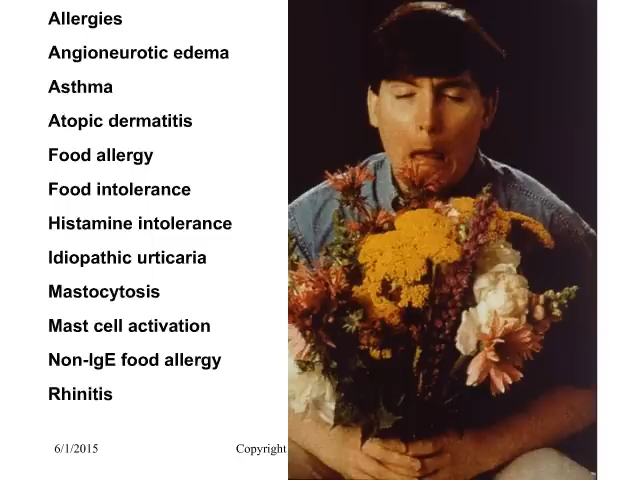 Allergies
Angioneurotic edema
Asthma
Atopic dermatitis
Food allergy
Food intolerance
Histamine intolerance
Idiopathic urticaria
Mastocytosis
Mast cell activation
Non-IgE food allergy
Rhinitis
6/1/2015 Copyright